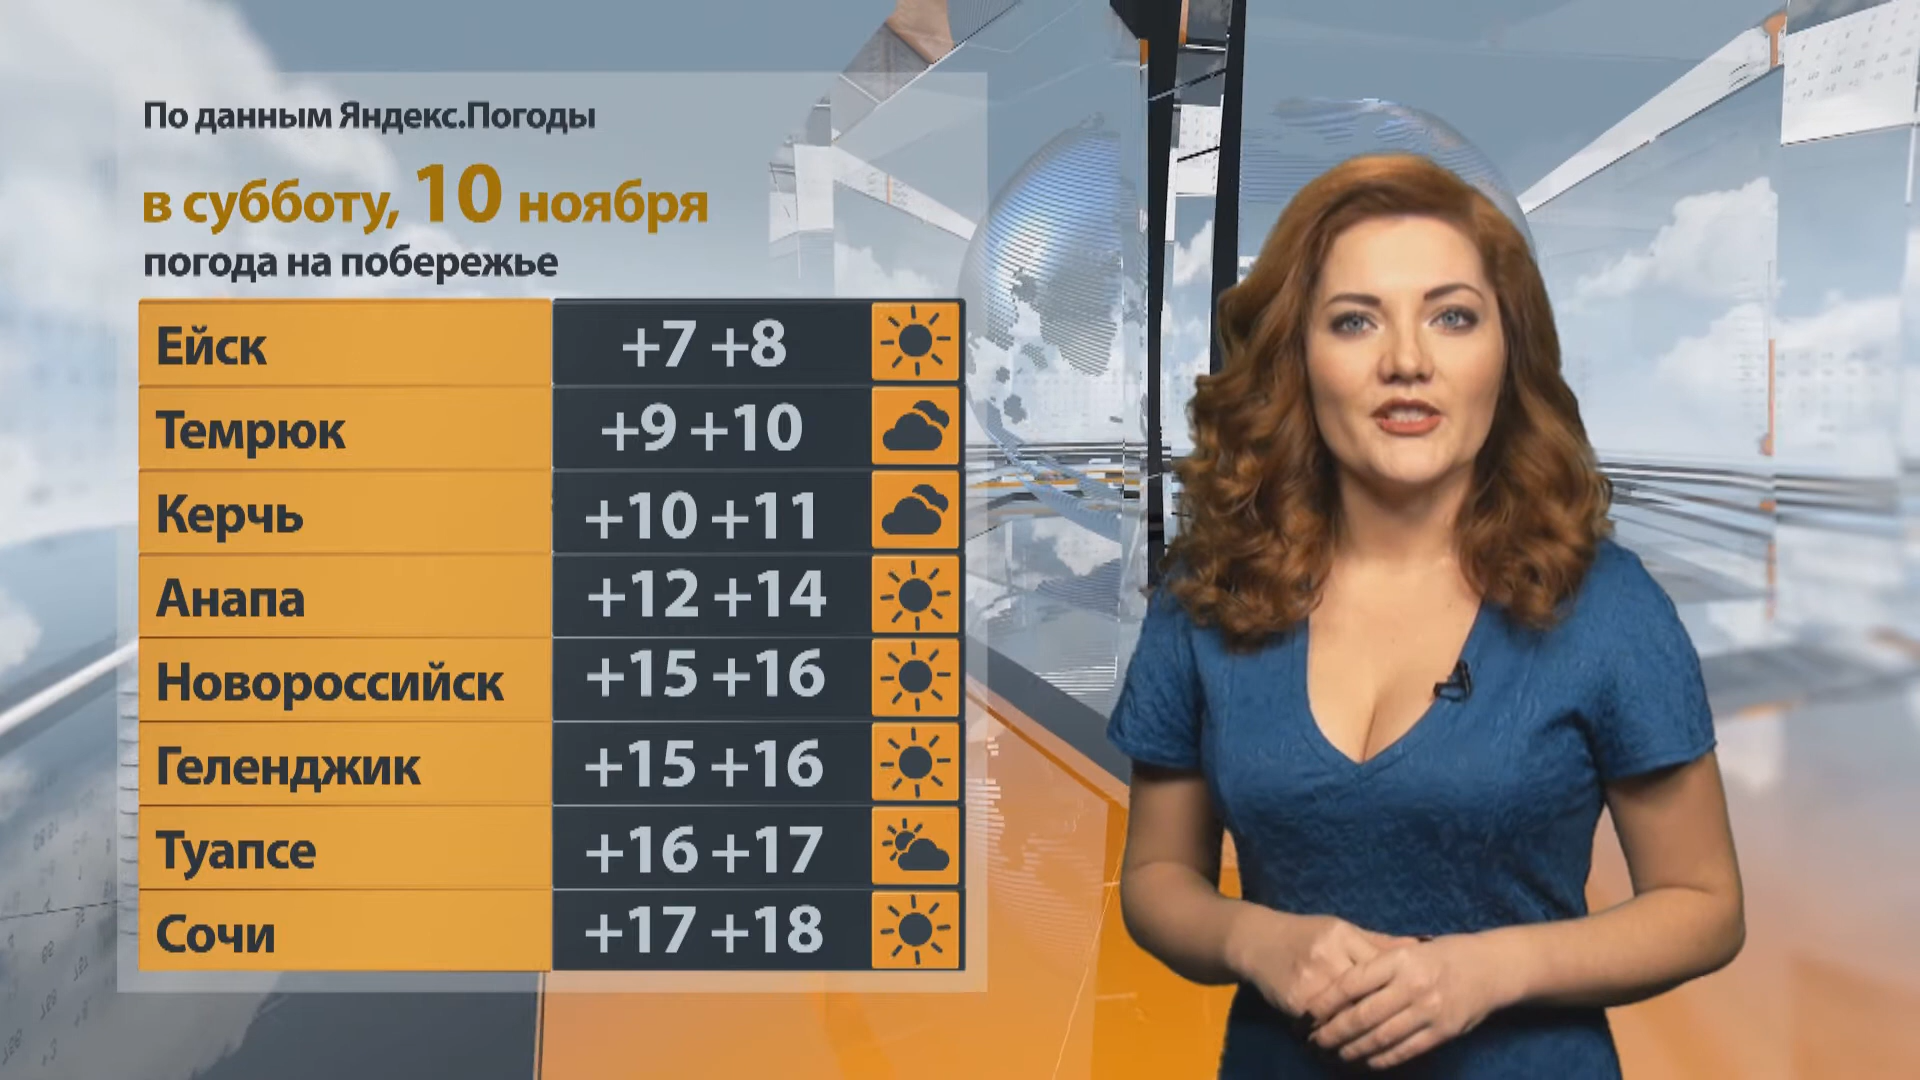 По данным Яндекс.Погоды
в субботу, 10 ноября
погода на побережье
Ейск +7 +8
Темрюк +9 +10
Керчь +10 +11
Анапа +12 +14
Новороссийск +15 +16
Геленджик +15 +16
Туапсе +16 +17
Сочи +17 +18